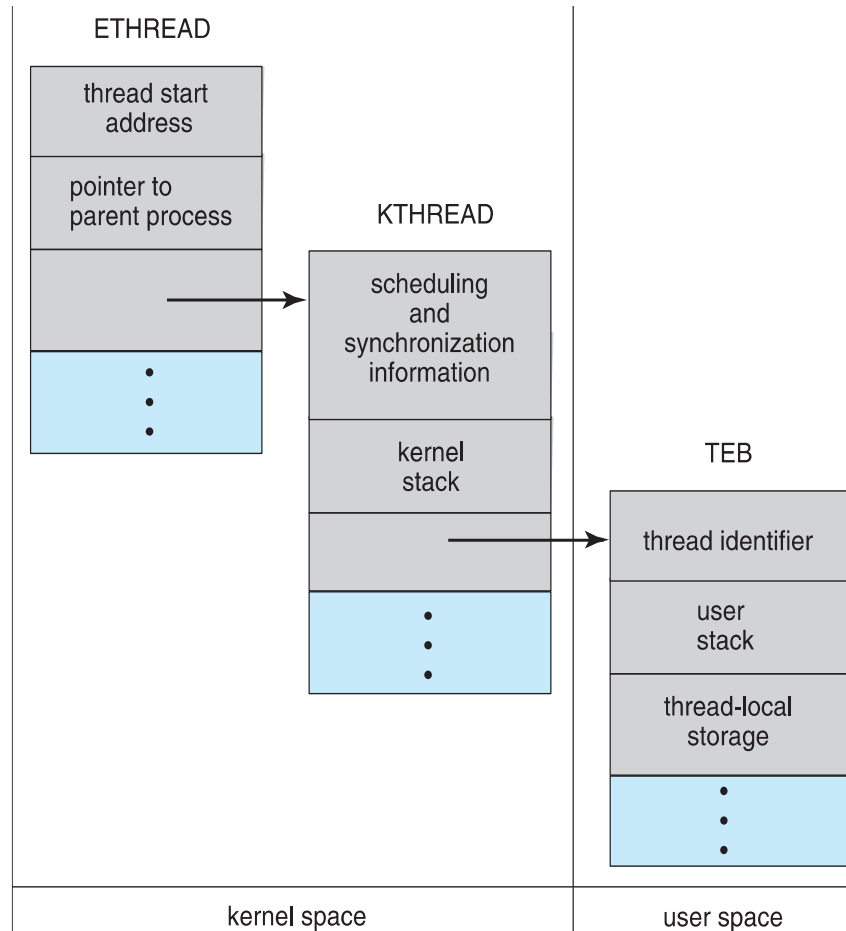 ETHREAD
thread start
address
pointer to
parent process
KTHREAD
scheduling
and
synchronization
information
kernel
stack
TEB
thread identifier
user
stack
thread-local
storage
kernel space
user space